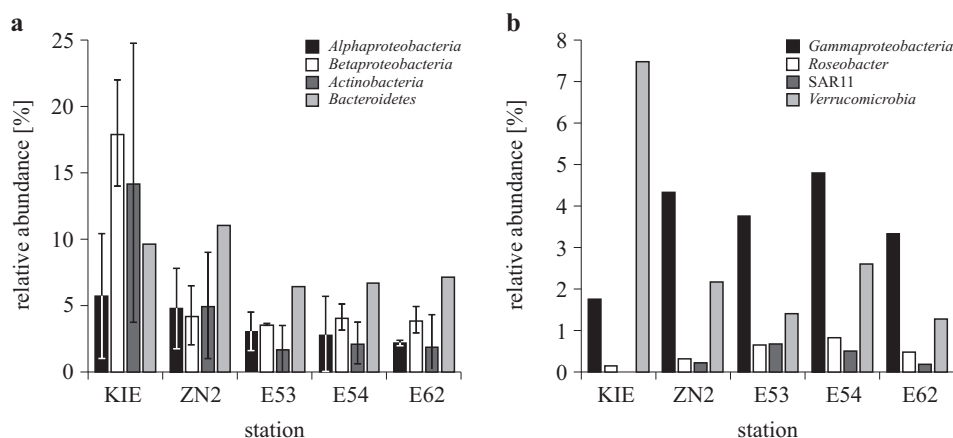 a
25
20
15
10
5
0
relative abundance [%]
Alphaproteobacteria
Betaproteobacteria
Actinobacteria
Bacteroidetes
KIE ZN2 E53 E54 E62
station
b
8
7
6
5
4
3
2
1
0
relative abundance [%]
Gammaproteobacteria
Roseobacter
SAR11
Verrucomicrobia
KIE ZN2 E53 E54 E62
station